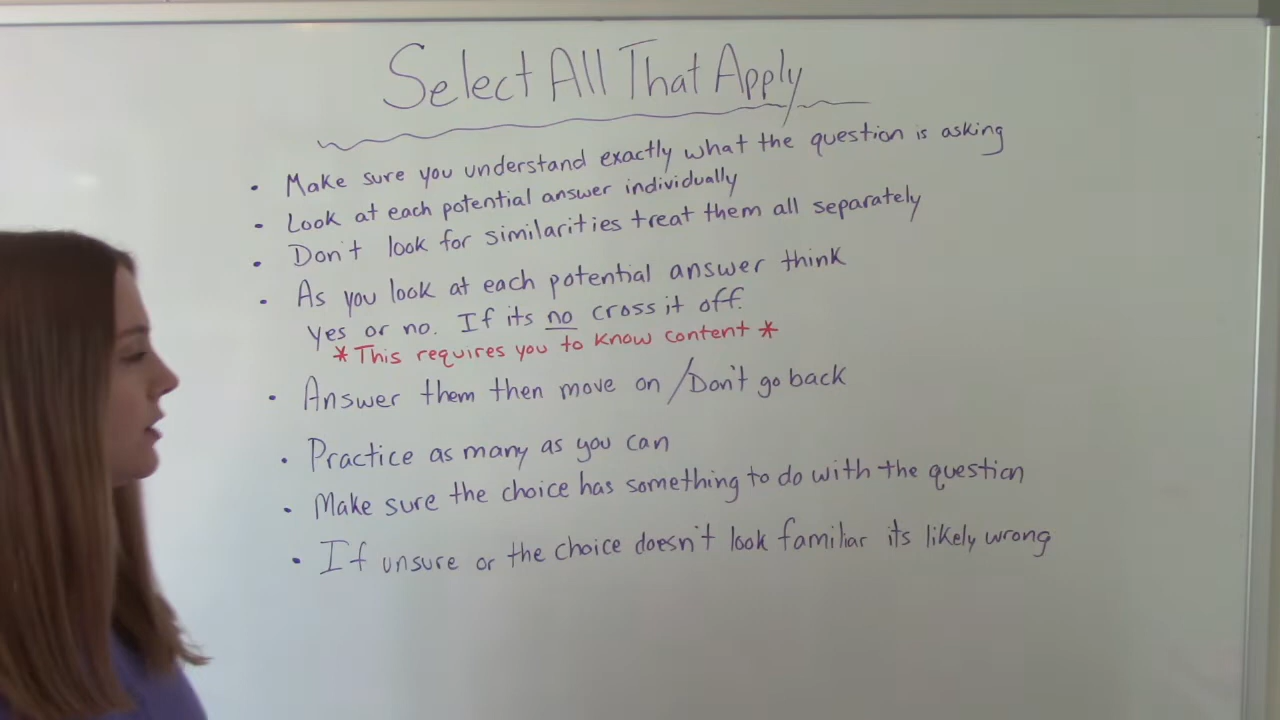 Select All That Apply
• Make sure you understand exactly what the question is asking
• Look at each potential answer individually
• Don't look for similarities treat them all separately
• As you look at each potential answer think
yes or no. If its no cross it off.
* This requires you to know content *
• Answer them then move on / Don't go back
• Practice as many as you can
• Make sure the choice has something to do with the question
• If unsure or the choice doesn't look familiar its likely wrong